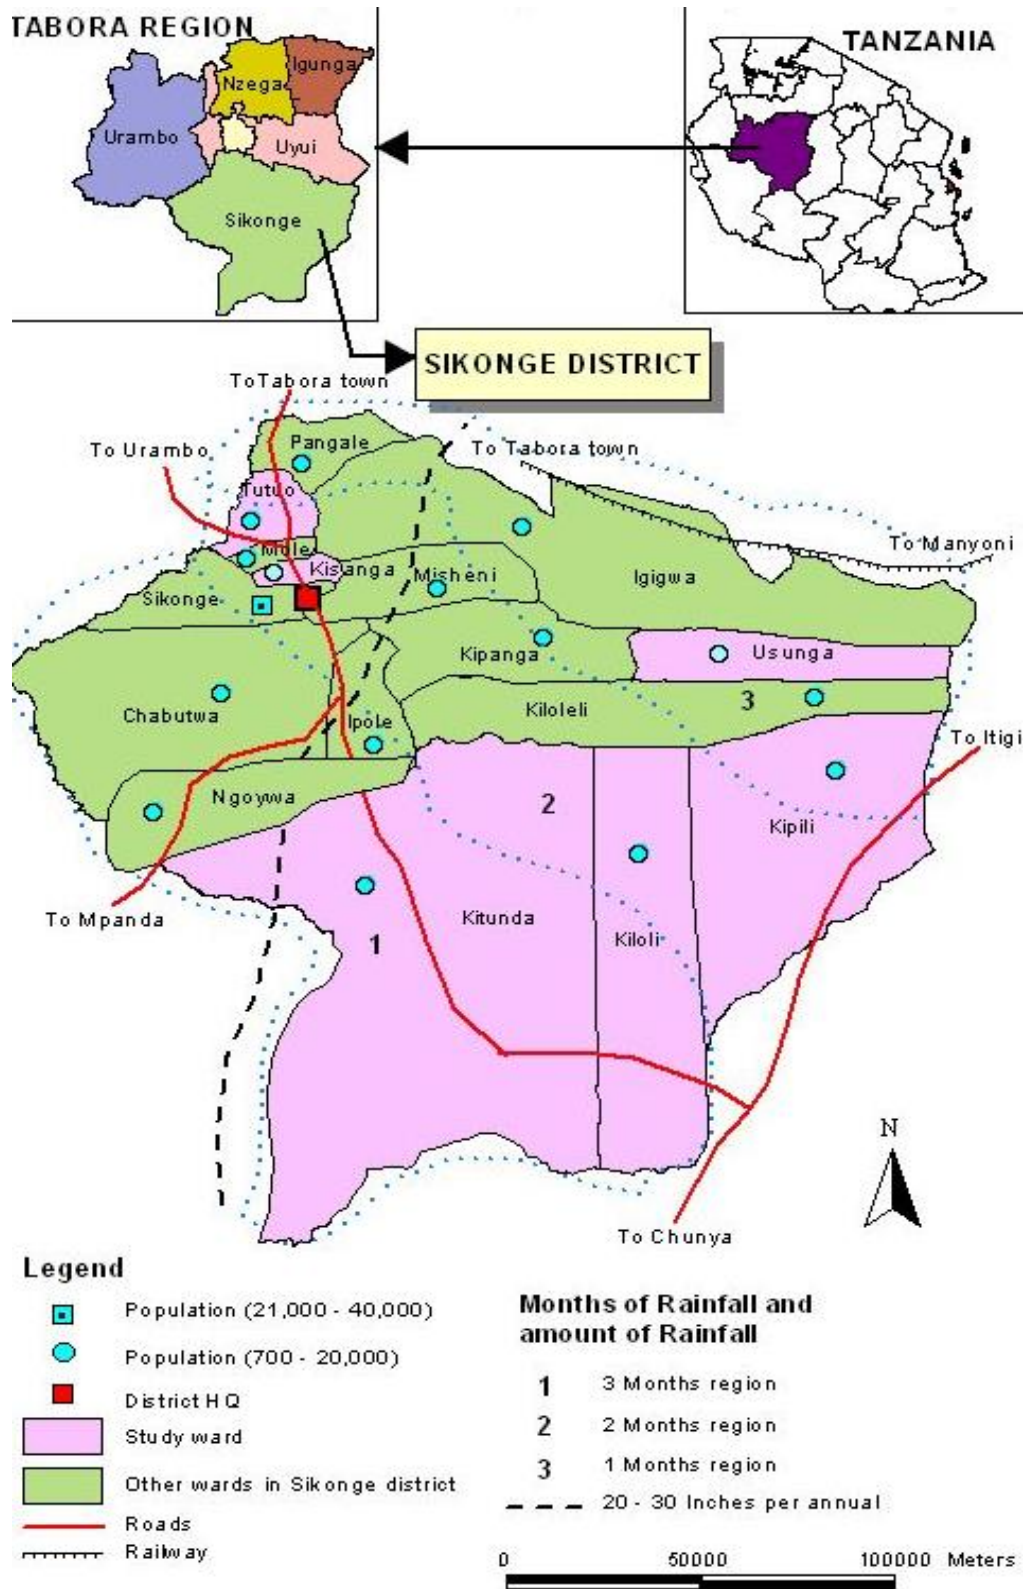 TABORA REGION
TANZANIA
Igunga
Nzega
Urambo
Uyui
Sikonge
SIKONGE DISTRICT
To Tabora town
To Urambo
Pangale
To Tabora town
Tutuo
Mole
To Manyoni
Kisanga
Misheni
Igigwa
Sikonge
Kipanga
Usunga
Chabutwa
Ipole
Kiloleli
3
To Itigi
Ngoywa
2
Kipili
To Mpanda
Kitunda
1
Kiloli
N
To Chunya
Legend
Population (21,000 - 40,000)
Population (700 - 20,000)
District HQ
Study ward
Other wards in Sikonge district
Roads
Railway
Months of Rainfall and
amount of Rainfall
1 3 Months region
2 2 Months region
3 1 Months region
20 - 30 Inches per annual
0 50000 100000 Meters